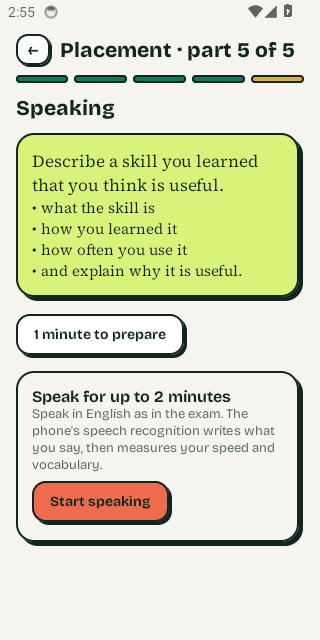 2:55
← Placement · part 5 of 5
Speaking
Describe a skill you learned
that you think is useful.
• what the skill is
• how you learned it
• how often you use it
• and explain why it is useful.
1 minute to prepare
Speak for up to 2 minutes
Speak in English as in the exam. The
phone's speech recognition writes what
you say, then measures your speed and
vocabulary.
Start speaking